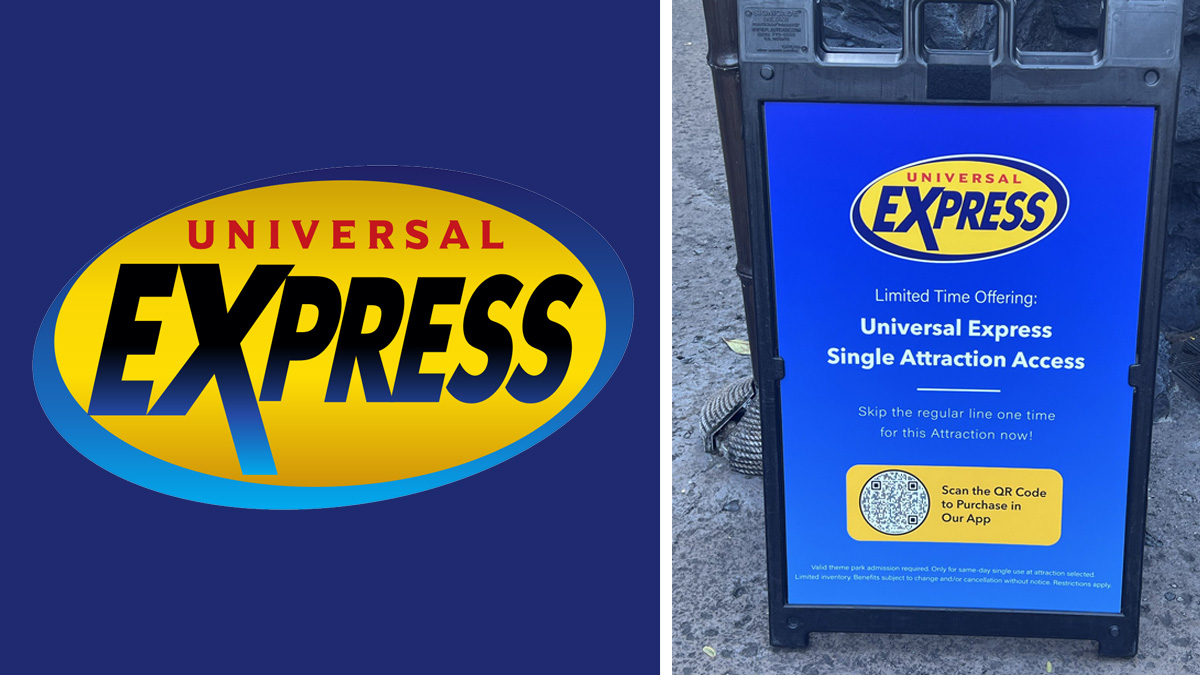 UNIVERSAL
EXPRESS
UNIVERSAL
EXPRESS
Limited Time Offering:
Universal Express
Single Attraction Access
Skip the regular line one time
for this Attraction now!
Scan the QR Code
to Purchase in
Our App
Valid theme park admission required. Only for same-day single use at attraction selected.
Limited inventory. Benefits subject to change and/or cancellation without notice. Restrictions apply.